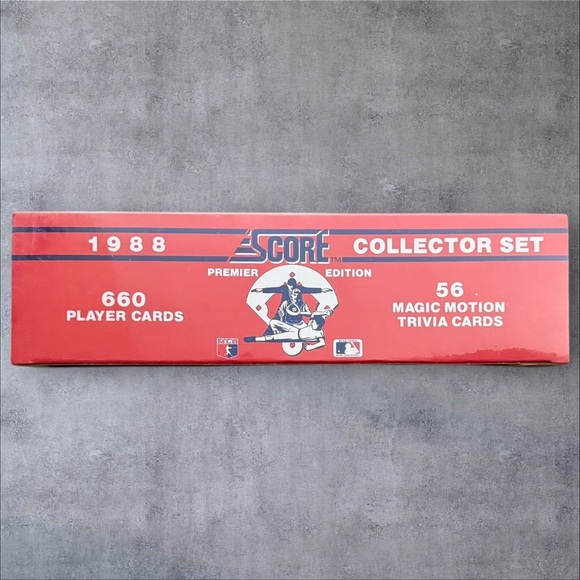 1988
SCORE TM
COLLECTOR SET
PREMIER EDITION
660
PLAYER CARDS
56
MAGIC MOTION
TRIVIA CARDS